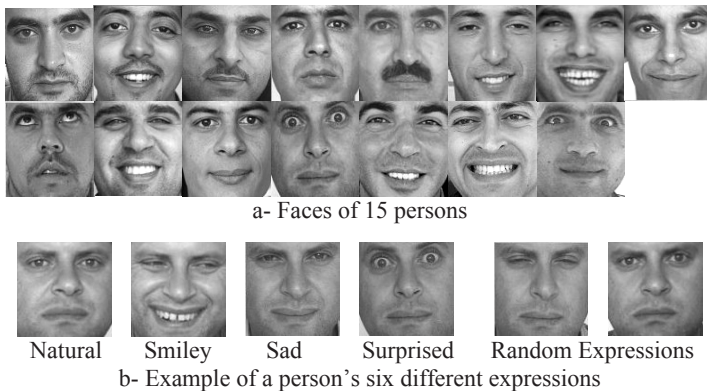 a- Faces of 15 persons
Natural Smiley Sad Surprised Random Expressions
b- Example of a person's six different expressions